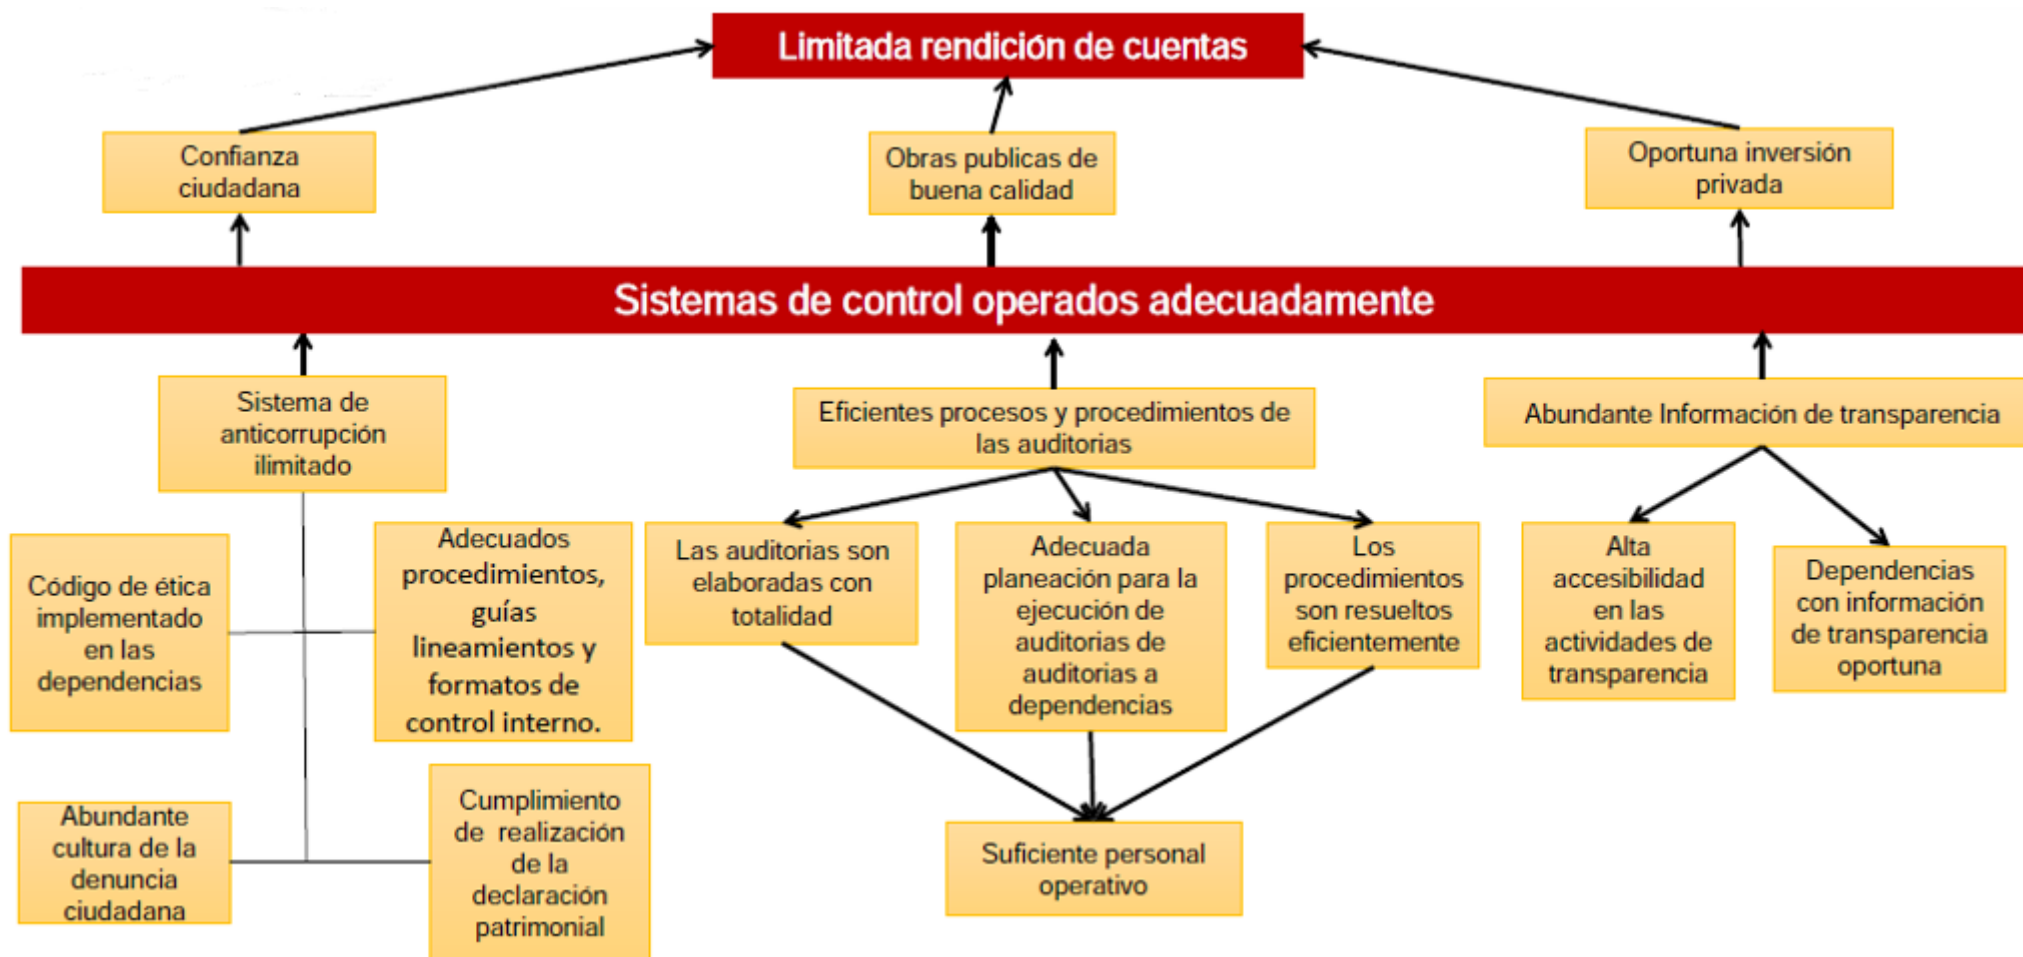 Limitada rendición de cuentas
Confianza
ciudadana
Obras publicas de
buena calidad
Oportuna inversión
privada
Sistemas de control operados adecuadamente
Sistema de
anticorrupción
ilimitado
Eficientes procesos y procedimientos de
las auditorias
Abundante Información de transparencia
Código de ética
implementado
en las
dependencias
Adecuados
procedimientos,
guías
lineamientos y
formatos de
control interno.
Las auditorias son
elaboradas con
totalidad
Adecuada
planeación para la
ejecución de
auditorias de
auditorias a
dependencias
Los
procedimientos
son resueltos
eficientemente
Alta
accesibilidad
en las
actividades de
transparencia
Dependencias
con información
de transparencia
oportuna
Abundante
cultura de la
denuncia
ciudadana
Cumplimiento
de realización
de la
declaración
patrimonial
Suficiente personal
operativo